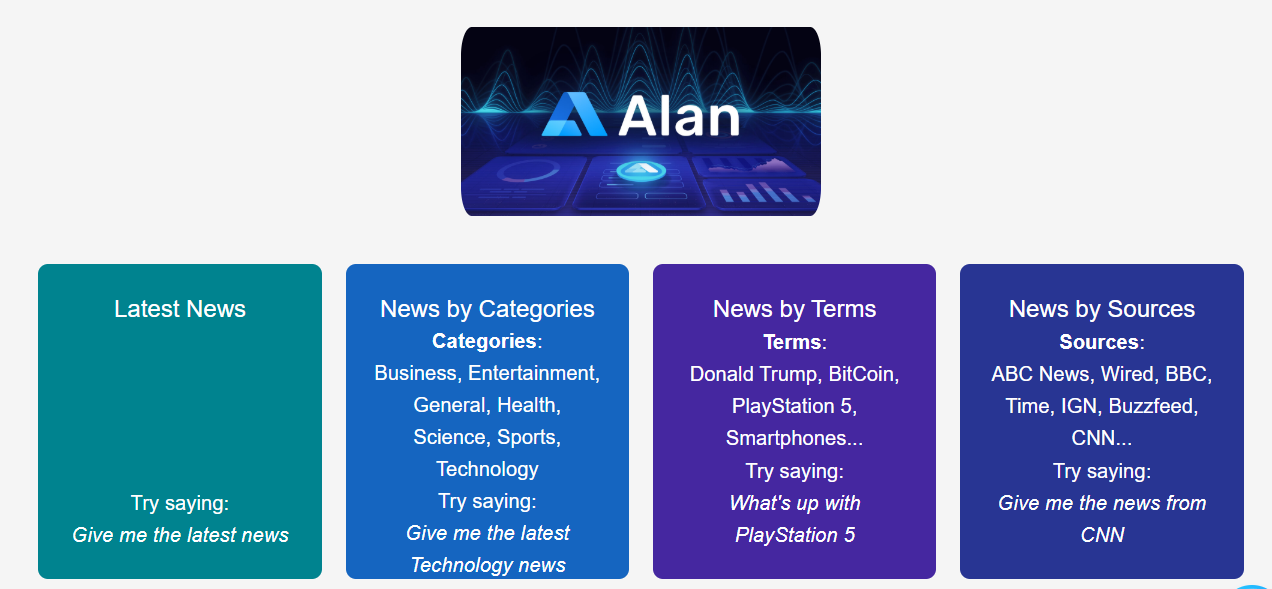 Alan
Latest News
Try saying:
Give me the latest news
News by Categories
Categories:
Business, Entertainment,
General, Health,
Science, Sports,
Technology
Try saying:
Give me the latest
Technology news
News by Terms
Terms:
Donald Trump, BitCoin,
PlayStation 5,
Smartphones...
Try saying:
What's up with
PlayStation 5
News by Sources
Sources:
ABC News, Wired, BBC,
Time, IGN, Buzzfeed,
CNN...
Try saying:
Give me the news from
CNN